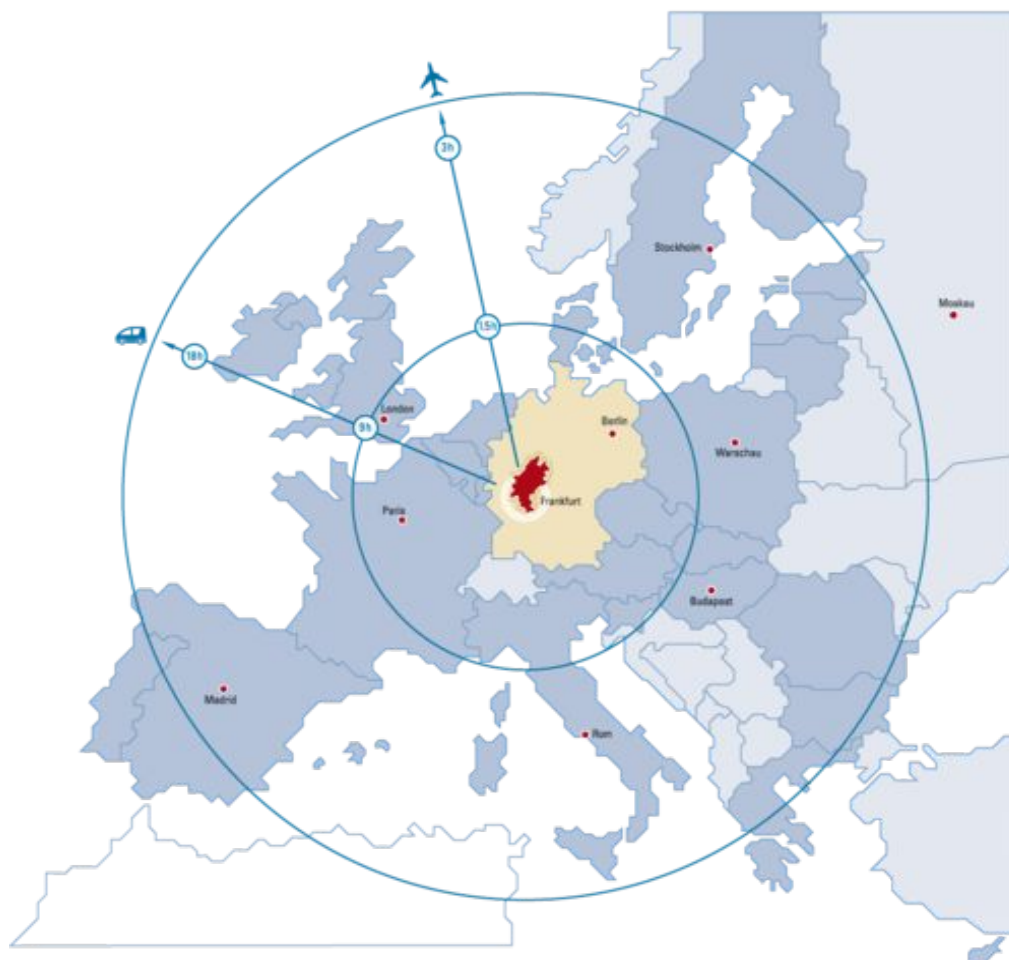 3h
Stockholm
Moskau
1.5h
18h
London
9h
Berlin
Warschau
Frankfurt
Paris
Budapest
Madrid
Rom